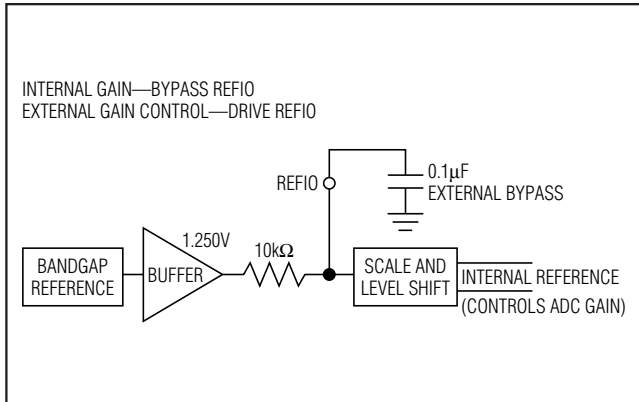 INTERNAL GAIN—BYPASS REFIO
EXTERNAL GAIN CONTROL—DRIVE REFIO
REFIO
0.1μF
EXTERNAL BYPASS
1.250V
10kΩ
BANDGAP
REFERENCE
BUFFER
SCALE AND
LEVEL SHIFT
INTERNAL REFERENCE
(CONTROLS ADC GAIN)